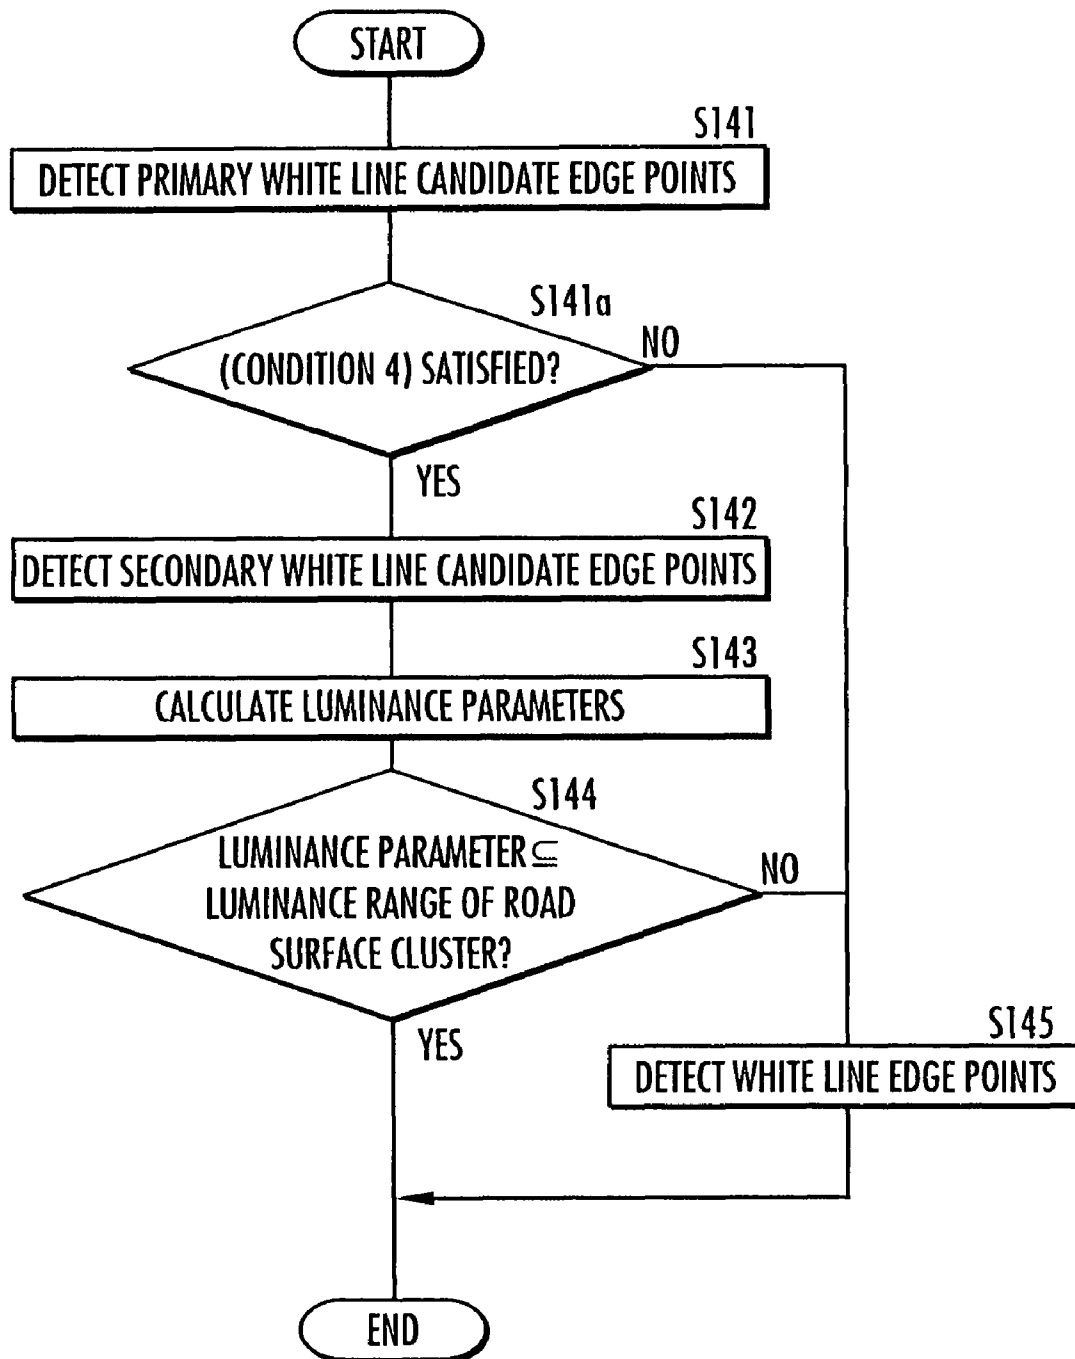 START
S141
DETECT PRIMARY WHITE LINE CANDIDATE EDGE POINTS
S141a
(CONDITION 4) SATISFIED?
NO
YES
S142
DETECT SECONDARY WHITE LINE CANDIDATE EDGE POINTS
S143
CALCULATE LUMINANCE PARAMETERS
S144
LUMINANCE PARAMETER ⊆
LUMINANCE RANGE OF ROAD
SURFACE CLUSTER?
NO
YES
S145
DETECT WHITE LINE EDGE POINTS
END